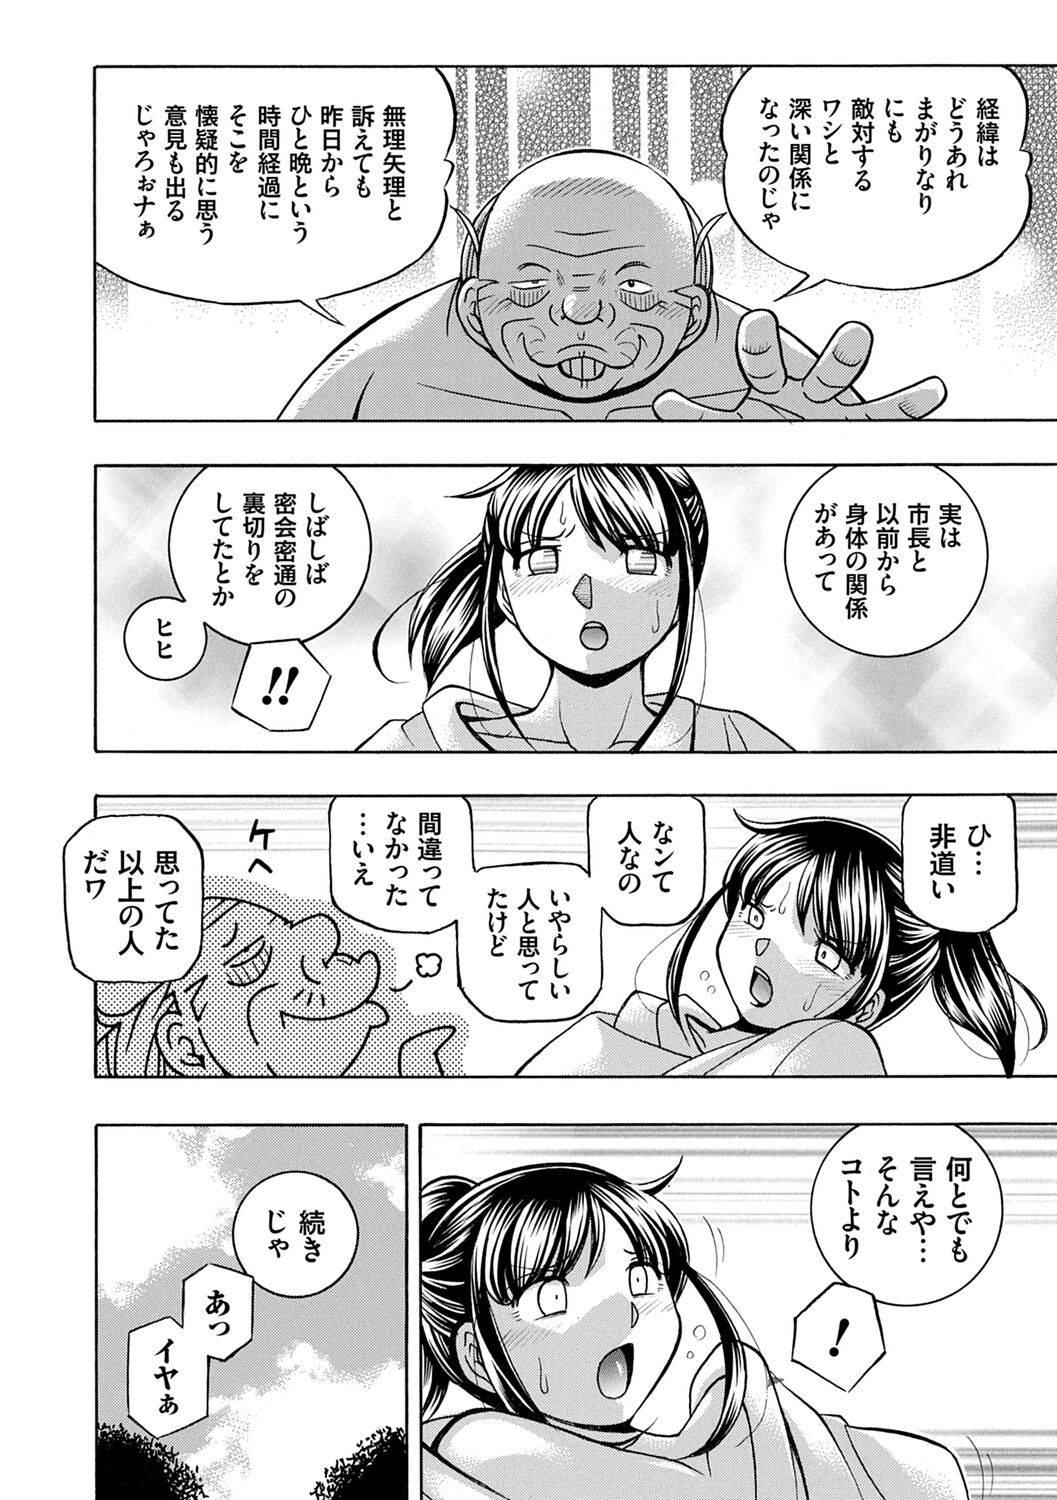 経緯は
どうあれ
まがりなり
にも
敵対する
ワシと
深い関係に
なったのじゃ
無理矢理と
訴えても
昨日から
ひと晩という
時間経過に
そこを
懐疑的に思う
意見も出る
じゃろぉナぁ
実は
市長と
以前から
身体の関係
があって
しばしば
密会密通の
裏切りを
してたとか
ヒヒ
!!
ひ…
非道い
なンて
人なの
いやらしい
人と思って
たけど
間違って
なかった
…いえ
思ってた
以上の人
だワ
ケ
ヘ
何とでも
言えや…
そんな
コトより
!
続き
じゃ
あっ
イヤぁ